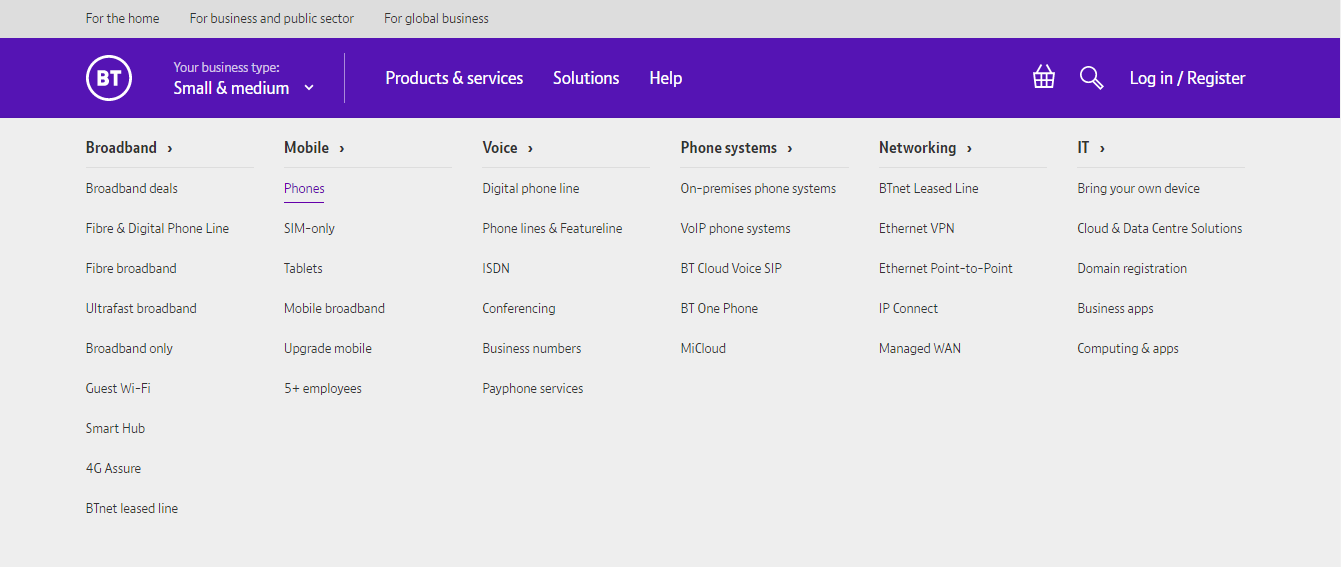 For the home
For business and public sector
For global business
BT
Your business type:
Small & medium
Products & services
Solutions
Help
Log in / Register
Broadband ›
Broadband deals
Fibre & Digital Phone Line
Fibre broadband
Ultrafast broadband
Broadband only
Guest Wi-Fi
Smart Hub
4G Assure
BTnet leased line
Mobile ›
Phones
SIM-only
Tablets
Mobile broadband
Upgrade mobile
5+ employees
Voice ›
Digital phone line
Phone lines & Featureline
ISDN
Conferencing
Business numbers
Payphone services
Phone systems ›
On-premises phone systems
VoIP phone systems
BT Cloud Voice SIP
BT One Phone
MiCloud
Networking ›
BTnet Leased Line
Ethernet VPN
Ethernet Point-to-Point
IP Connect
Managed WAN
IT ›
Bring your own device
Cloud & Data Centre Solutions
Domain registration
Business apps
Computing & apps